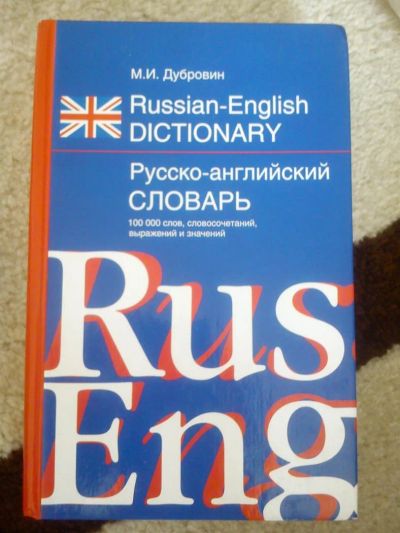 М.И. Дубровин
Russian-English
DICTIONARY
Русско-английский
СЛОВАРЬ
100 000 слов, словосочетаний,
выражений и значений
Rus
Eng